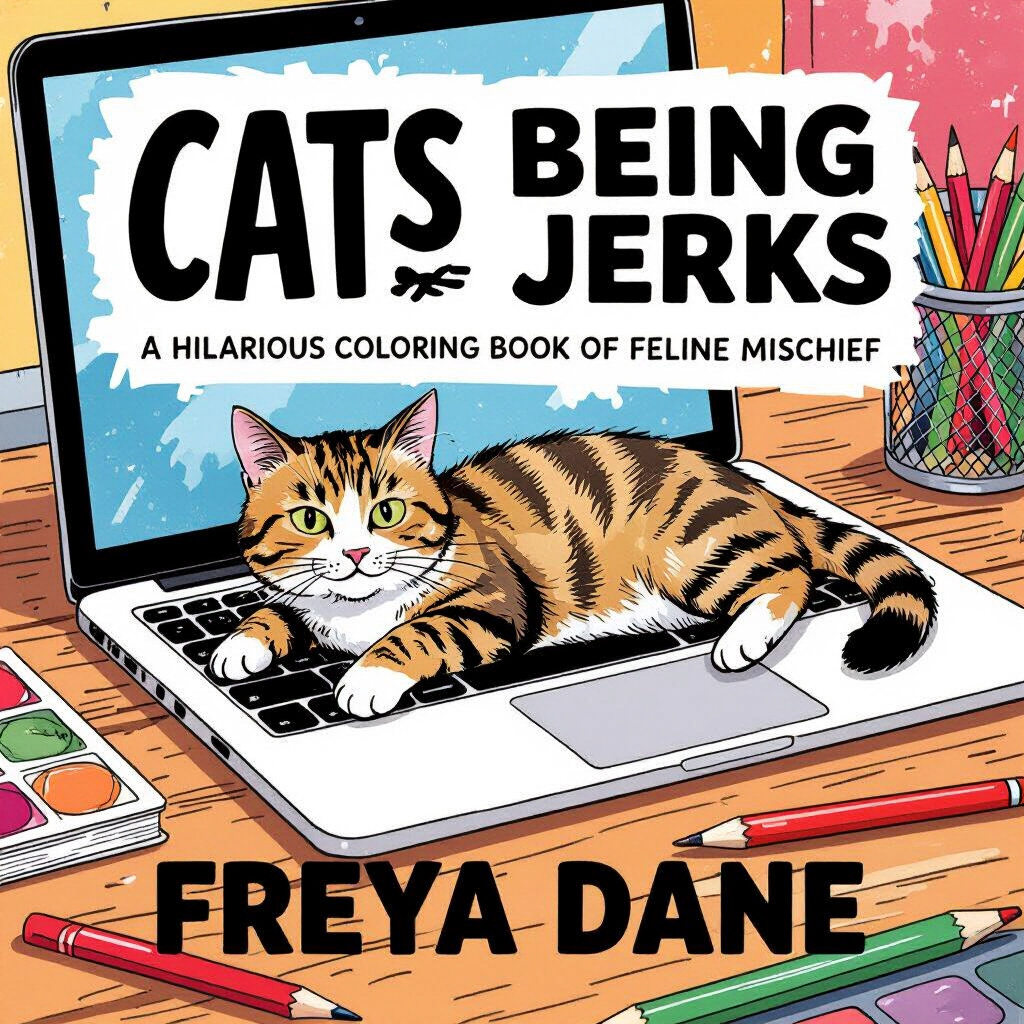 CATS BEING
JERKS
A HILARIOUS COLORING BOOK OF FELINE MISCHIEF
FREYA DANE